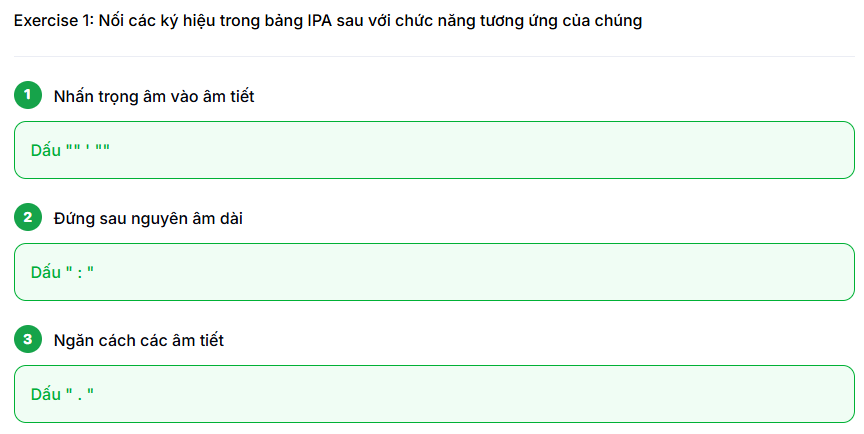 Exercise 1: Nối các ký hiệu trong bảng IPA sau với chức năng tương ứng của chúng
1 Nhấn trọng âm vào âm tiết
Dấu "" ' ""
2 Đứng sau nguyên âm dài
Dấu " : "
3 Ngăn cách các âm tiết
Dấu " . "